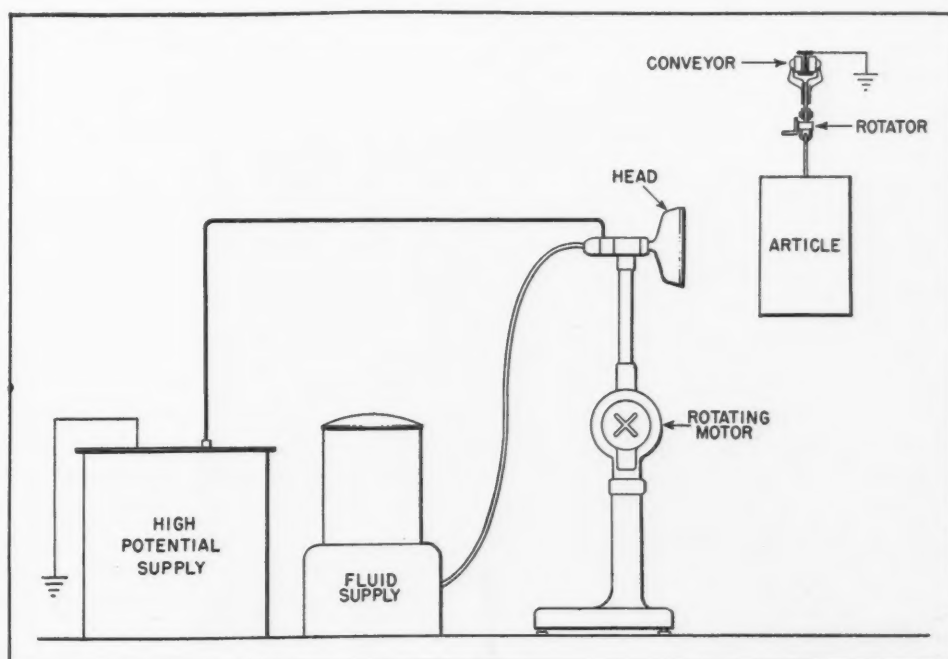 CONVEYOR
ROTATOR
HEAD
ARTICLE
ROTATING
MOTOR
HIGH
POTENTIAL
SUPPLY
FLUID
SUPPLY